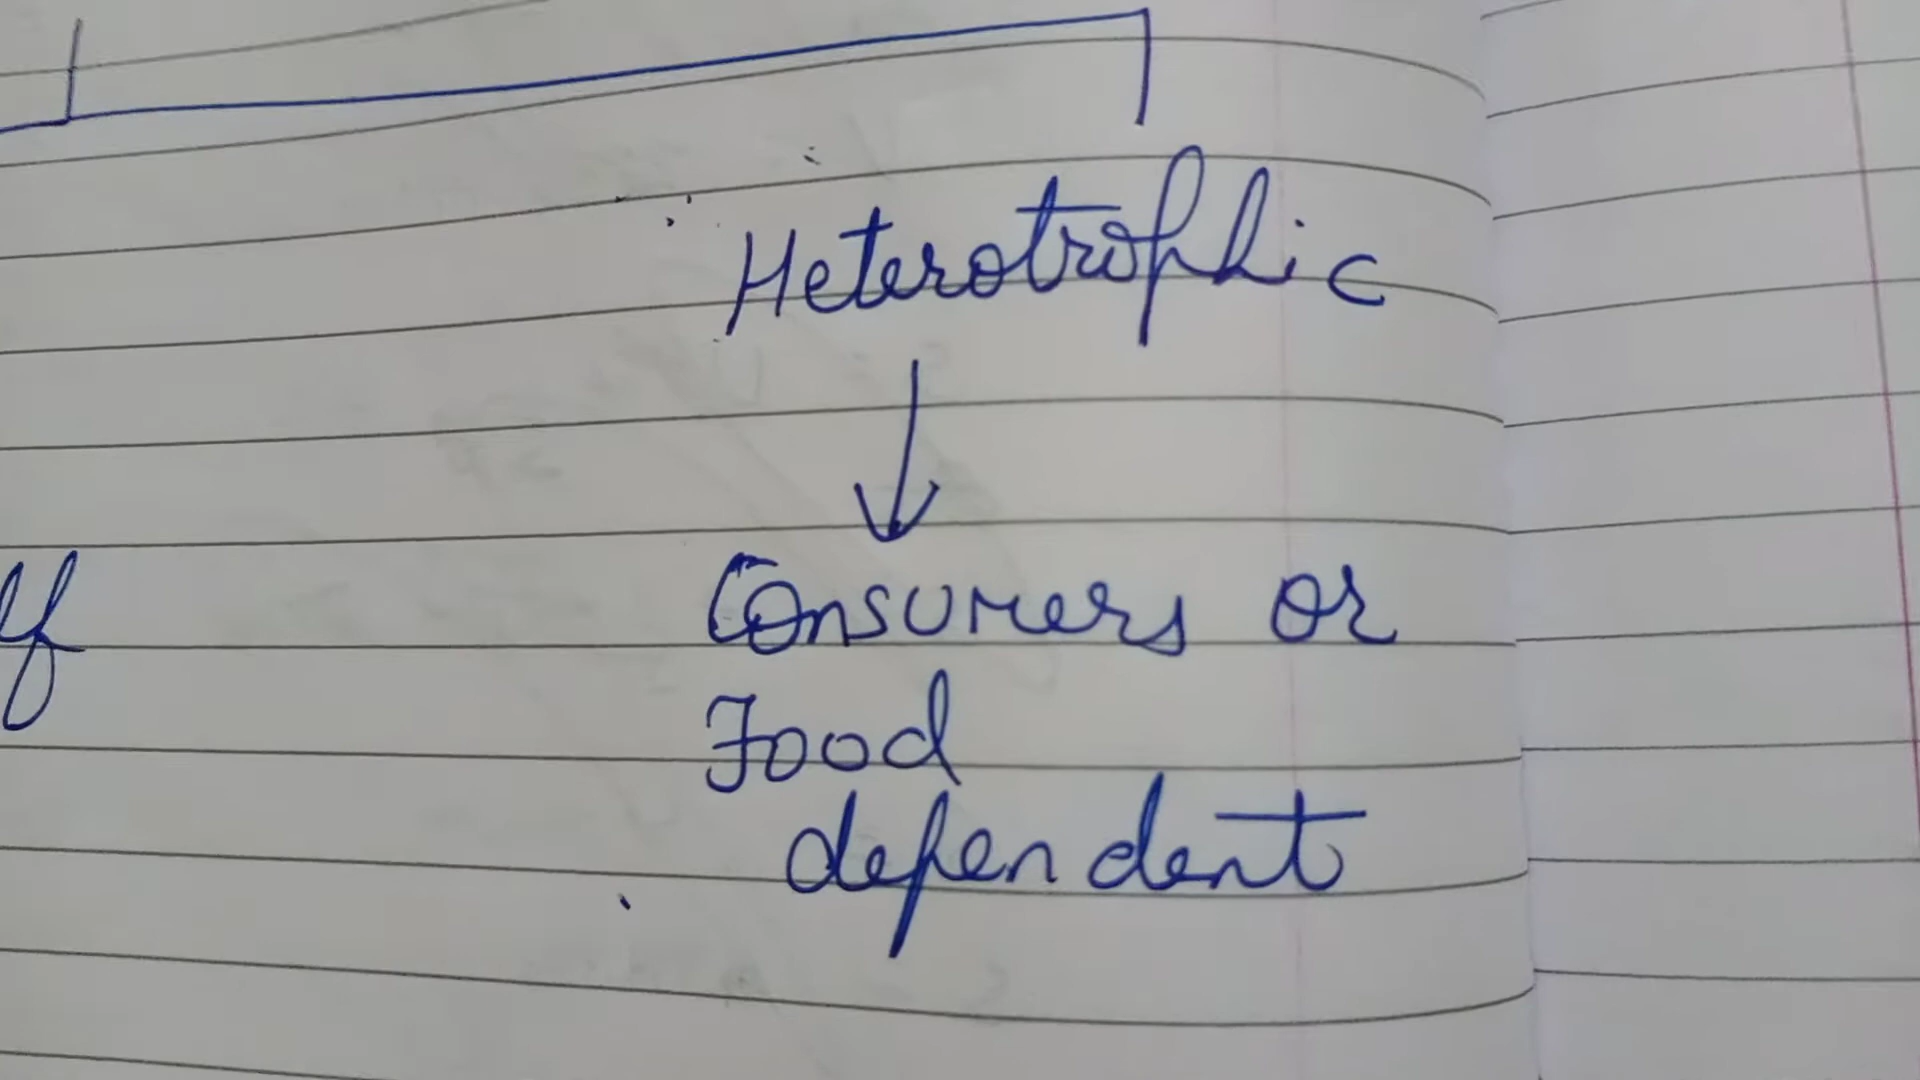 Heterotrophic
Consumers or
Food
dependent